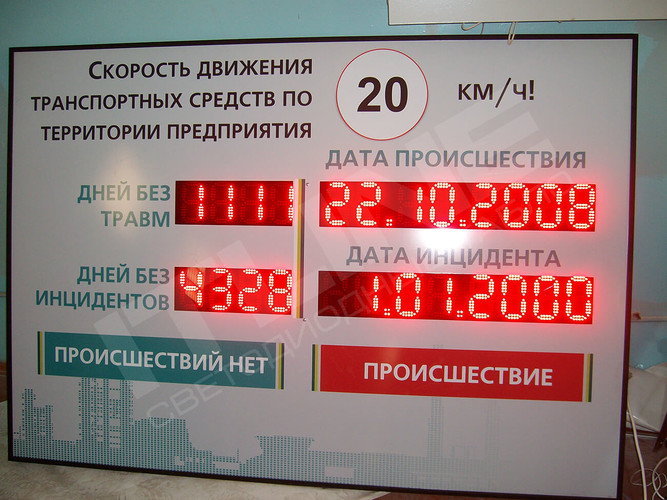 Скорость движения
транспортных средств по
территории предприятия
20
км/ч!
ДАТА ПРОИСШЕСТВИЯ
ДНЕЙ БЕЗ
ТРАВМ
1111
22.10.2008
ДАТА ИНЦИДЕНТА
ДНЕЙ БЕЗ
ИНЦИДЕНТОВ
4328
1.01.2000
ПРОИСШЕСТВИЙ НЕТ
ПРОИСШЕСТВИЕ